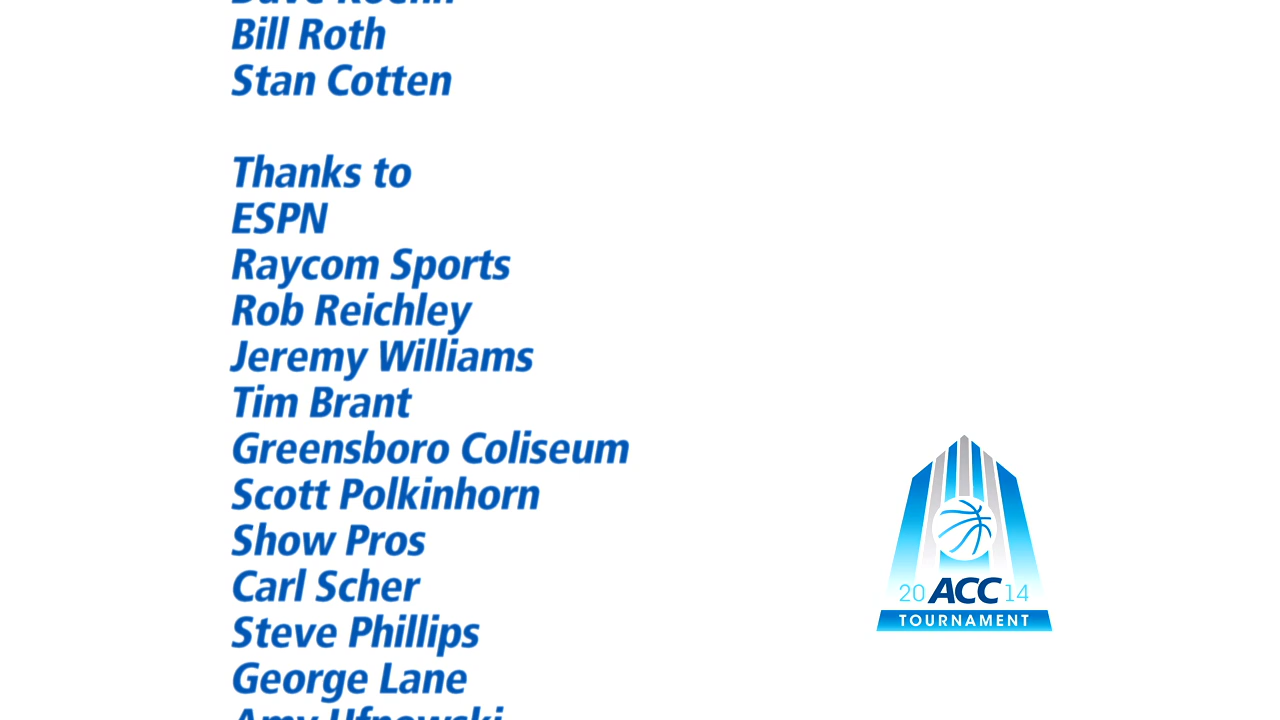 Bill Roth
Stan Cotten
Thanks to
ESPN
Raycom Sports
Rob Reichley
Jeremy Williams
Tim Brant
Greensboro Coliseum
Scott Polkinhorn
Show Pros
Carl Scher
Steve Phillips
George Lane
Amy
20 ACC 14
TOURNAMENT